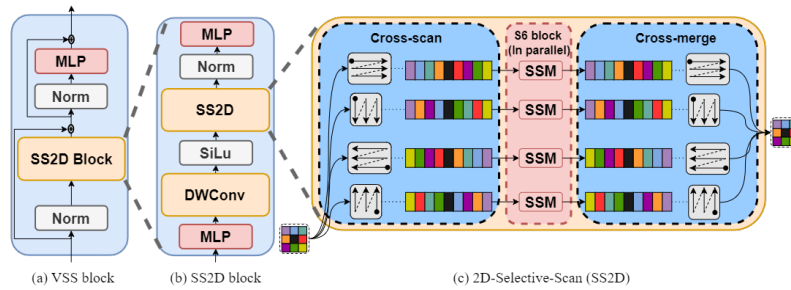 MLP
Norm
SS2D Block
Norm
(a) VSS block
MLP
Norm
SS2D
SiLu
DWConv
MLP
(b) SS2D block
Cross-scan
S6 block
(In parallel)
Cross-merge
SSM
SSM
SSM
SSM
(c) 2D-Selective-Scan (SS2D)